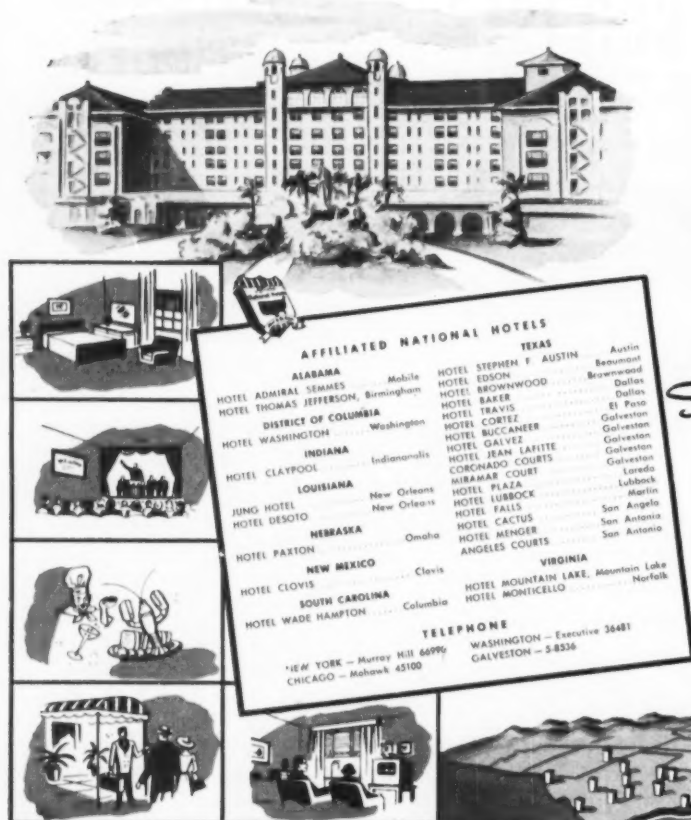 AFFILIATED NATIONAL HOTELS
ALABAMA
HOTEL ADMIRAL SEMMES ..... Mobile
HOTEL THOMAS JEFFERSON, Birmingham
DISTRICT OF COLUMBIA
HOTEL WASHINGTON ..... Washington
INDIANA
HOTEL CLAYPOOL ..... Indianapolis
LOUISIANA
JUNG HOTEL ..... New Orleans
HOTEL DESOTO ..... New Orleans
NEBRASKA
HOTEL PAXTON ..... Omaha
NEW MEXICO
HOTEL CLOVIS ..... Clovis
SOUTH CAROLINA
HOTEL WADE HAMPTON ..... Columbia
TEXAS
HOTEL STEPHEN F. AUSTIN ..... Austin
HOTEL EDSON ..... Beaumont
HOTEL BROWNWOOD ..... Brownwood
HOTEL BAKER ..... Dallas
HOTEL TRAVIS ..... Dallas
HOTEL CORTEZ ..... El Paso
HOTEL BUCCANEER ..... Galveston
HOTEL GALVEZ ..... Galveston
HOTEL JEAN LAFITTE ..... Galveston
CORONADO COURTS ..... Galveston
MIRAMAR COURT ..... Galveston
HOTEL PLAZA ..... Laredo
HOTEL LUBBOCK ..... Lubbock
HOTEL FALLS ..... Marlin
HOTEL CACTUS ..... San Angelo
HOTEL MENGER ..... San Antonio
ANGELES COURTS ..... San Antonio
VIRGINIA
HOTEL MOUNTAIN LAKE, Mountain Lake
HOTEL MONTICELLO ..... Norfolk
TELEPHONE
NEW YORK — Murray Hill 66990
CHICAGO — Mohawk 45100
WASHINGTON — Executive 36481
GALVESTON — 5-8536